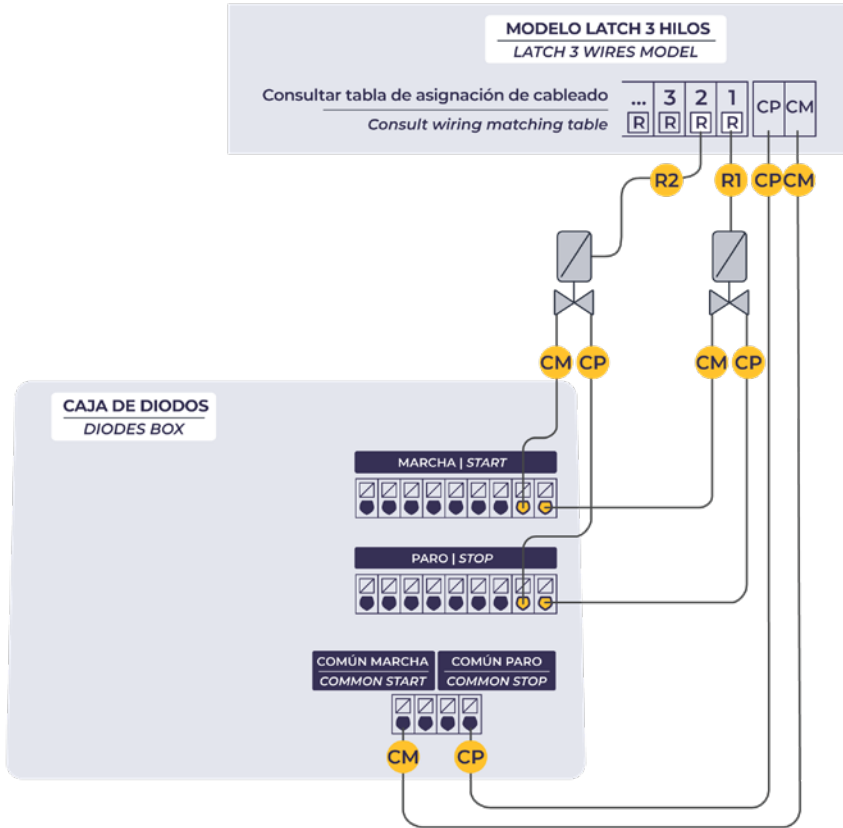 MODELO LATCH 3 HILOS
LATCH 3 WIRES MODEL
Consultar tabla de asignación de cableado
Consult wiring matching table
... 3 2 1 CP CM
R R R R
R2 R1 CP CM
CM CP CM CP
CAJA DE DIODOS
DIODES BOX
MARCHA | START
PARO | STOP
COMÚN MARCHA
COMMON START
COMÚN PARO
COMMON STOP
CM CP